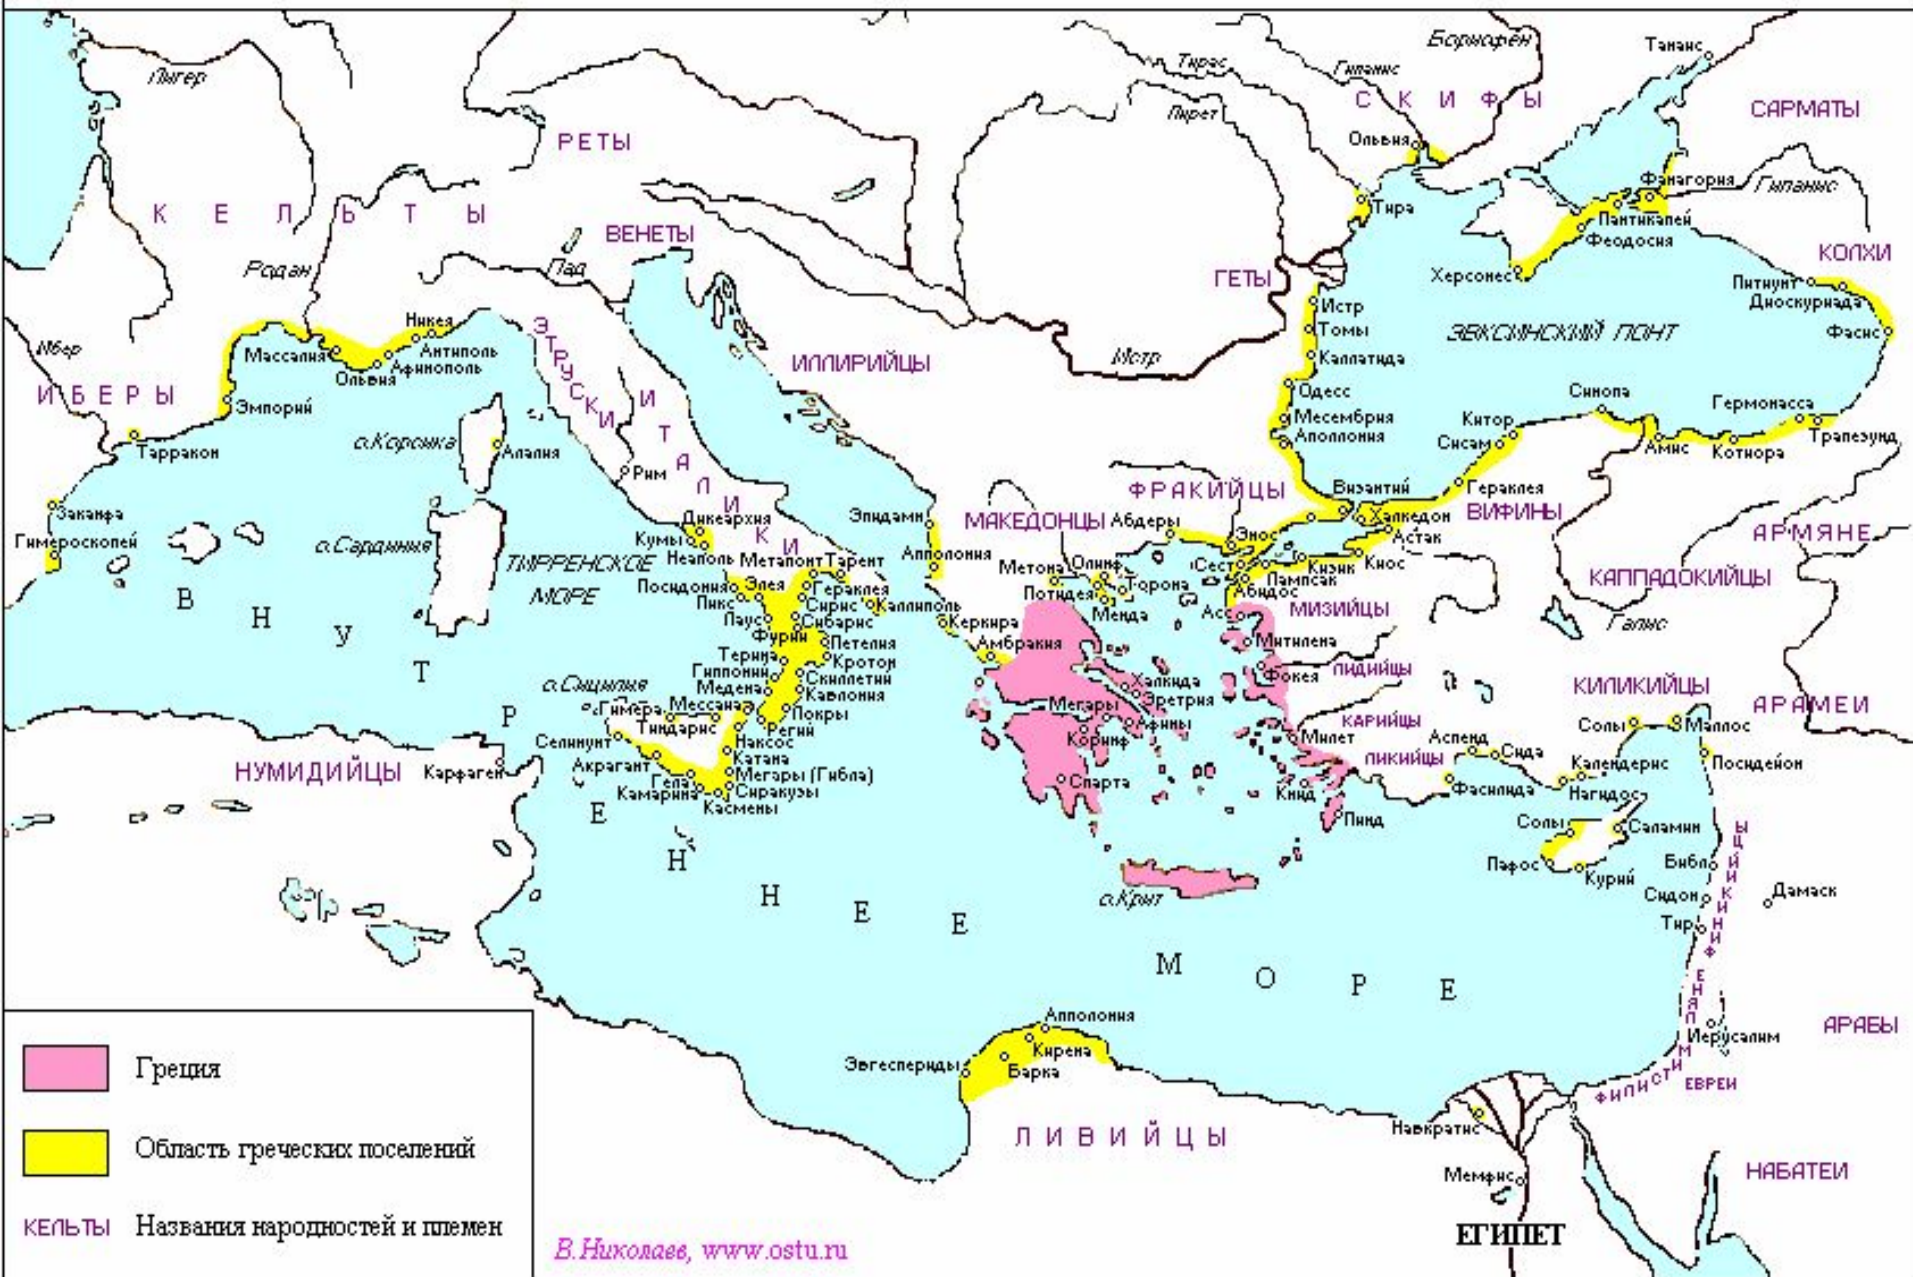 Лигер
Борисфен
Танаис
Тирас
Гипанис
СКИФЫ
САРМАТЫ
Пирет
РЕТЫ
Ольвия
Фанагория
Гипанис
КЕЛЬТЫ
Тира
Пантикапей
Феодосия
ВЕНЕТЫ
КОЛХИ
Родан
Пад
ГЕТЫ
Херсонес
Питиунт
Диоскуриада
Истр
Томы
ЭВКСИНСКИЙ ПОНТ
Фасис
Никея
Ибер
Массалия
Антиполь
Афинополь
Ольвия
ЭТРУСКИ
ИЛЛИРИЙЦЫ
Истр
Каллатида
ИБЕРЫ
Эмпорий
ИТАЛИКИ
Одесс
Месембрия
Аполлония
Синопа
Гермонасса
Китор
Сисам
Трапезунд
Амис
Котиора
о.Корсика
Алалия
Тарракон
Рим
ФРАКИЙЦЫ
Византий
Гераклея
Заканфа
Дикеархия
Эпидамн
МАКЕДОНЦЫ
Абдеры
Халкедон
ВИФИНЫ
Гимероскопей
о.Сардиния
Кумы
Неаполь
Энос
Астак
АРМЯНЕ
ТИРРЕНСКОЕ
МОРЕ
Метапонт
Тарент
Апполония
Метона
Олинф
Сест
Кизик
Киос
Посидония
Элея
Гераклея
Торона
Лампсак
КАППАДОКИЙЦЫ
Пикс
Сирис
Каллиполь
Потидея
Абидос
Менда
Асс
МИЗИЙЦЫ
Лаус
Сибарис
Керкира
Галис
Фурии
Петелия
Амбракия
Митилена
Терина
Кротон
Гиппоний
Скиллетий
ЛИДИЙЦЫ
Медена
Кавлония
Халкида
Фокея
о.Сицилия
Эретрия
КИЛИКИЙЦЫ
Гимера
Мессана
Локры
Мегары
Афины
КАРИЙЦЫ
Солы
Маллос
АРАМЕИ
Тиндарис
Регий
Коринф
Милет
Аспенд
Сида
Селинунт
Наксос
ЛИКИЙЦЫ
Посидейон
НУМИДИЙЦЫ
Карфаген
Акрагант
Катана
Календерис
Гела
Мегары (Гибла)
Спарта
Книд
Фасилида
Нагидос
Камарина
Сиракузы
Касмены
Линд
Солы
Саламин
Пафос
Курий
Библ
ФИНИКИЙЦЫ
Сидон
Дамаск
о.Крит
Тир
ВНУТРЕННЕЕ МОРЕ
Апполония
Иерусалим
АРАБЫ
Кирена
Эвгеспериды
Барка
ФИЛИСТИМЛЯНЕ
ЕВРЕИ
ЛИВИЙЦЫ
Навкратис
Мемфис
НАБАТЕИ
ЕГИПЕТ
Греция
Область греческих поселений
КЕЛЬТЫ Названия народностей и племен
В.Николаев, www.ostu.ru